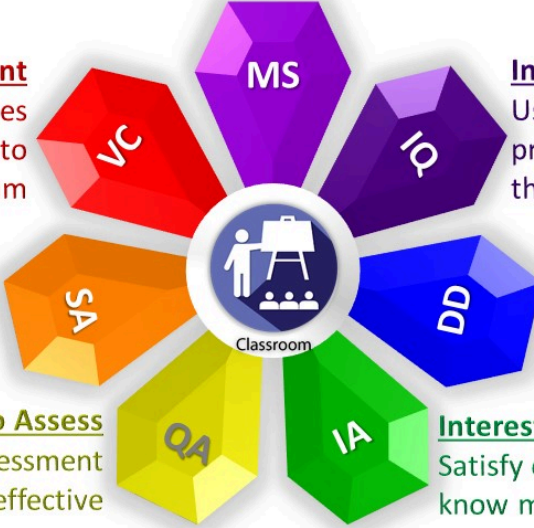 MS
nt
es
to
m
VC
IQ
In
Us
pr
th
SA
DD
Classroom
Assess
essment
effective
QA
IA
Interes
Satisfy
know m